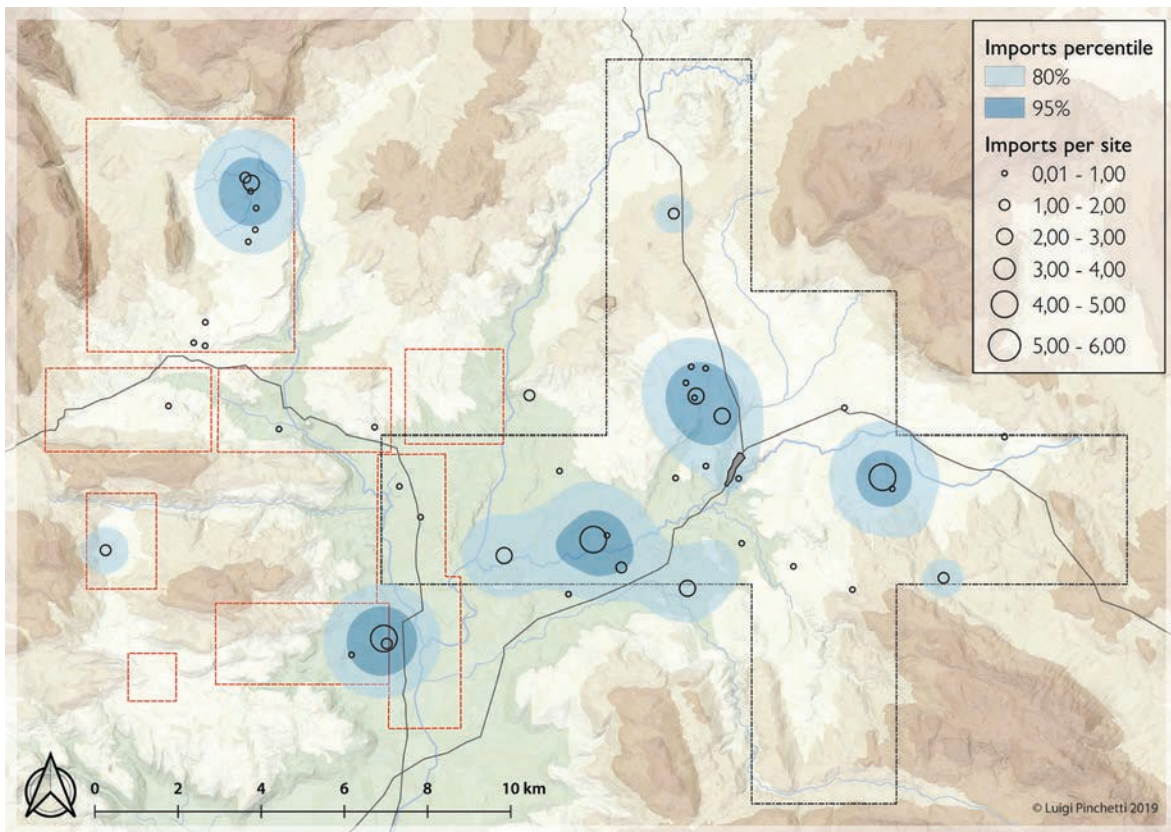 Imports percentile
80%
95%
Imports per site
0,01 - 1,00
1,00 - 2,00
2,00 - 3,00
3,00 - 4,00
4,00 - 5,00
5,00 - 6,00
0 2 4 6 8 10 km
© Luigi Pinchetti 2019